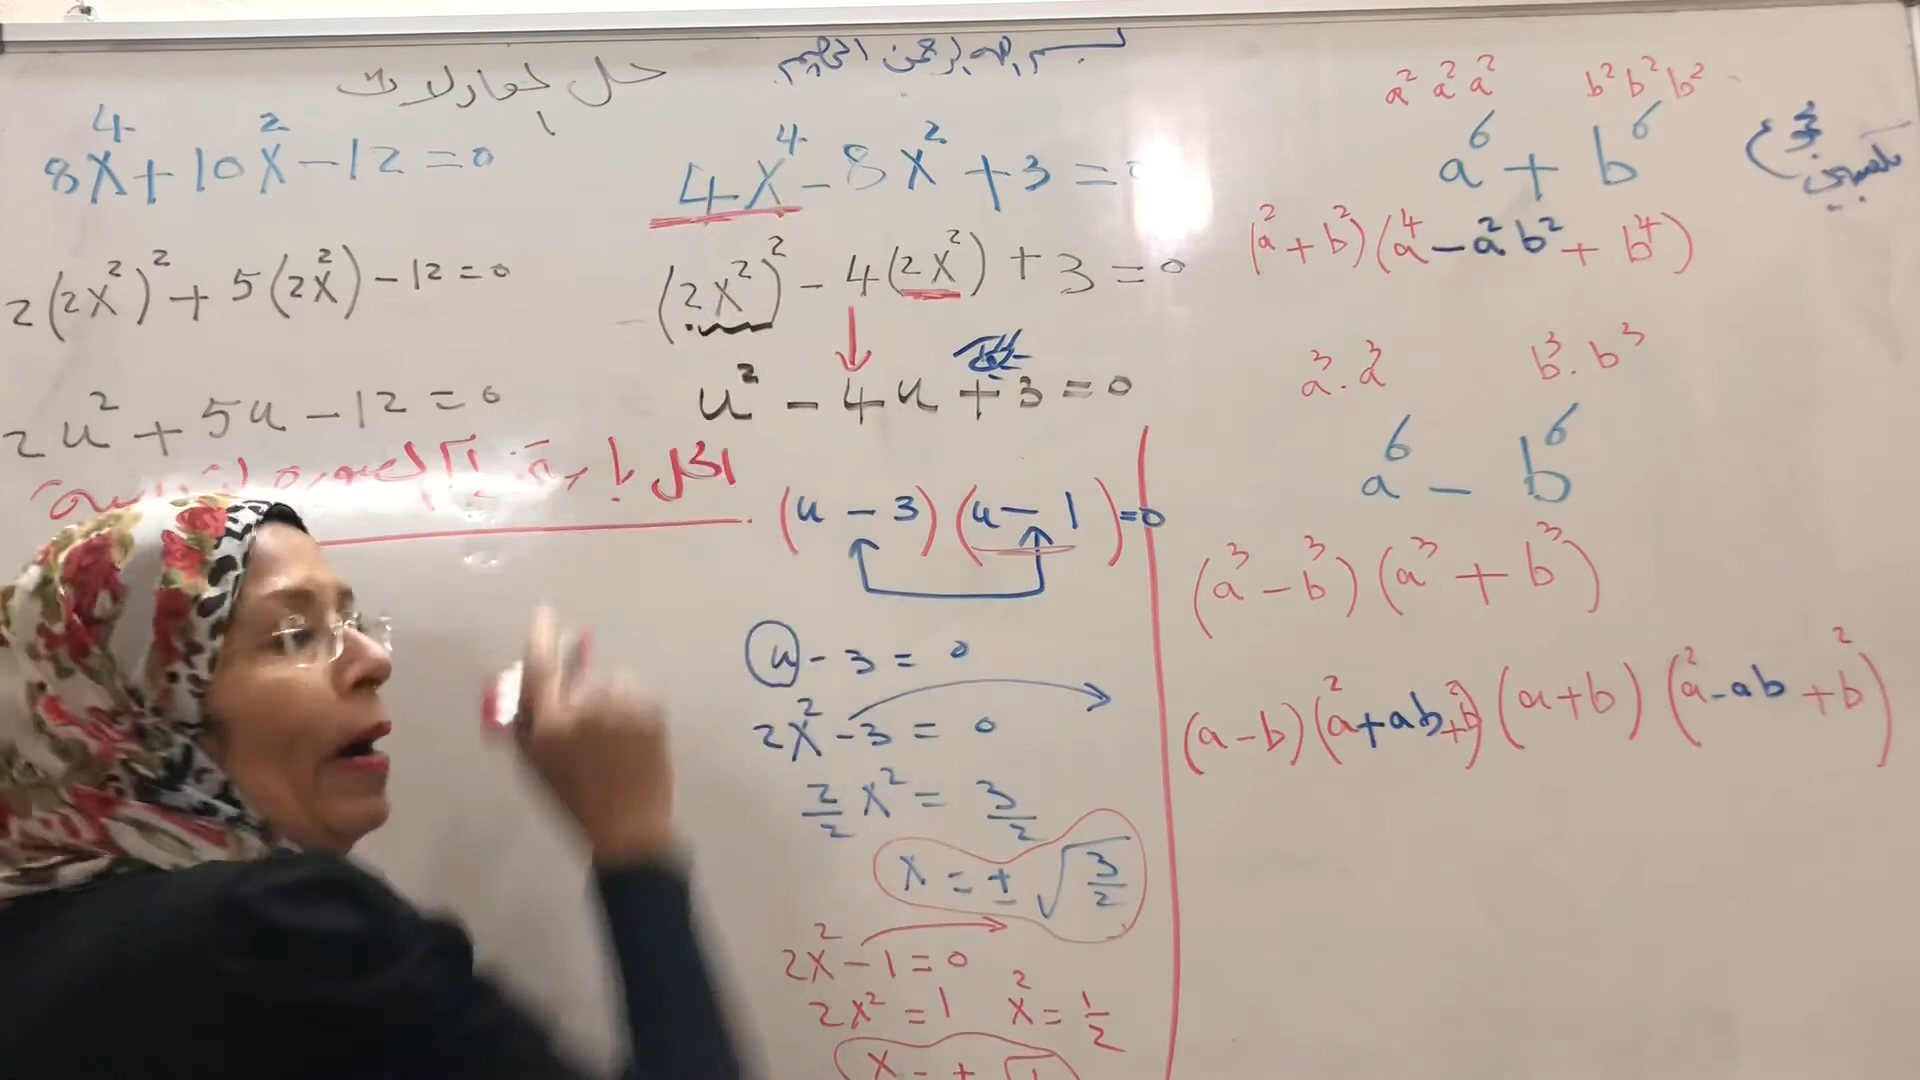 بسم الله الرحمن الرحيم
حل المعادلات
8x⁴ + 10x² − 12 = 0
2(2x²)² + 5(2x²) − 12 = 0
2u² + 5u − 12 = 0
4x⁴ − 8x² + 3 = 0
(2x²)² − 4(2x²) + 3 = 0
u² − 4u + 3 = 0
(u − 3)(u − 1) = 0
u − 3 = 0
2x² − 3 = 0
2/2 x² = 3/2
x = ± √(3/2)
2x² − 1 = 0
2x² = 1 x² = 1/2
a² a² a² b² b² b²
a⁶ + b⁶
(a² + b²)(a⁴ − a²b² + b⁴)
a³ . a³ b³ . b³
a⁶ − b⁶
(a³ − b³)(a³ + b³)
(a − b)(a² + ab + b²)(a + b)(a² − ab + b²)